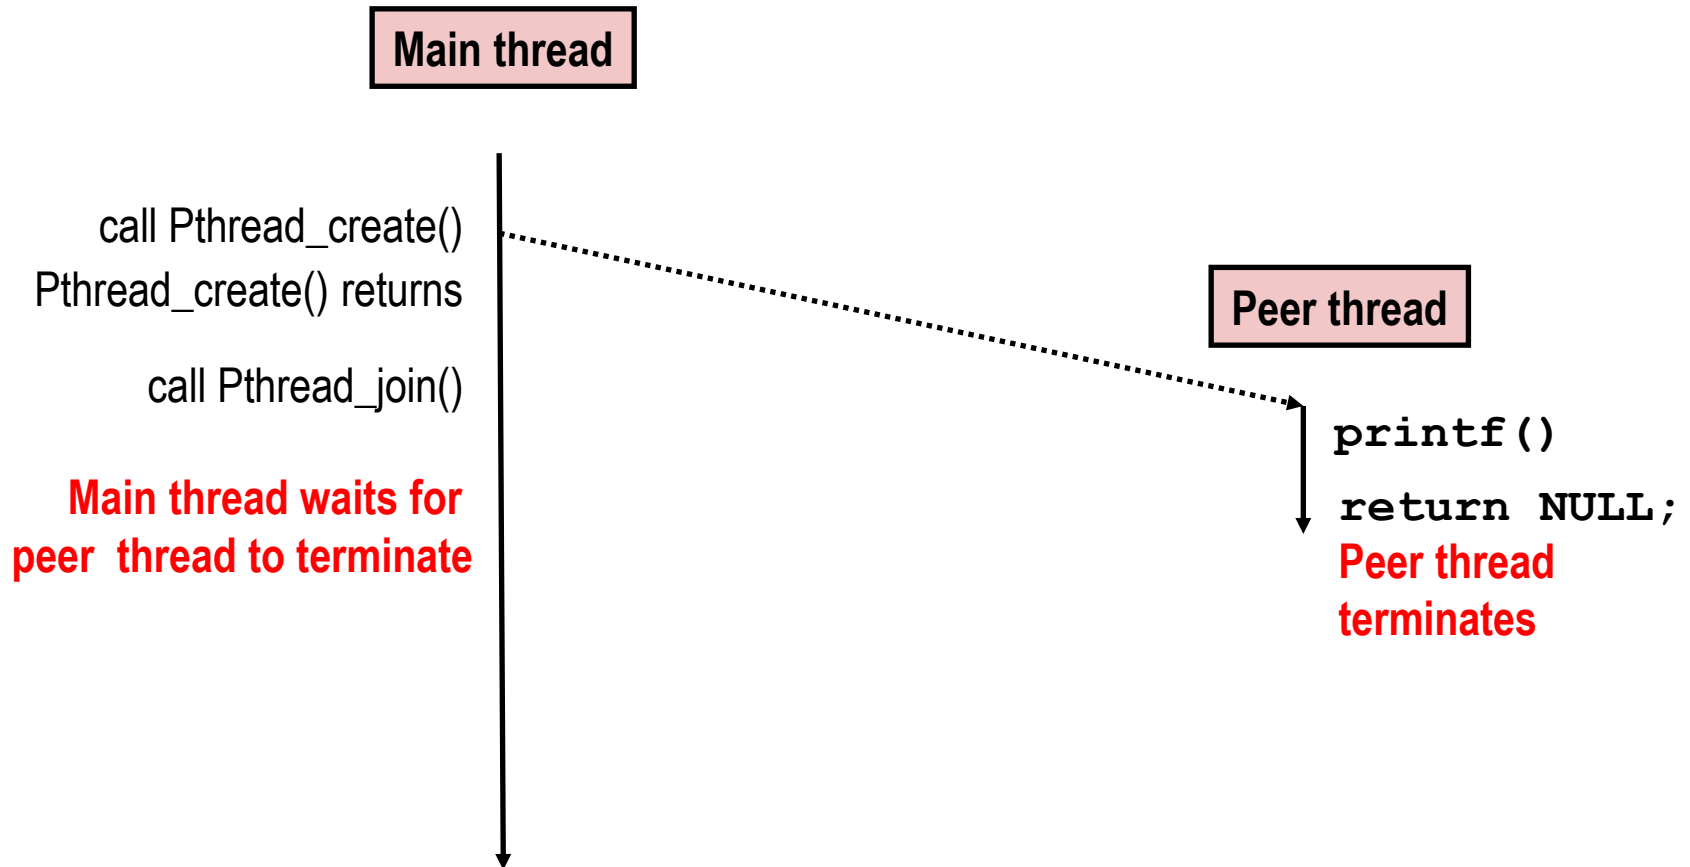 Main thread
call Pthread_create()
Pthread_create() returns
call Pthread_join()
Main thread waits for
peer thread to terminate
Peer thread
printf()
return NULL;
Peer thread
terminates